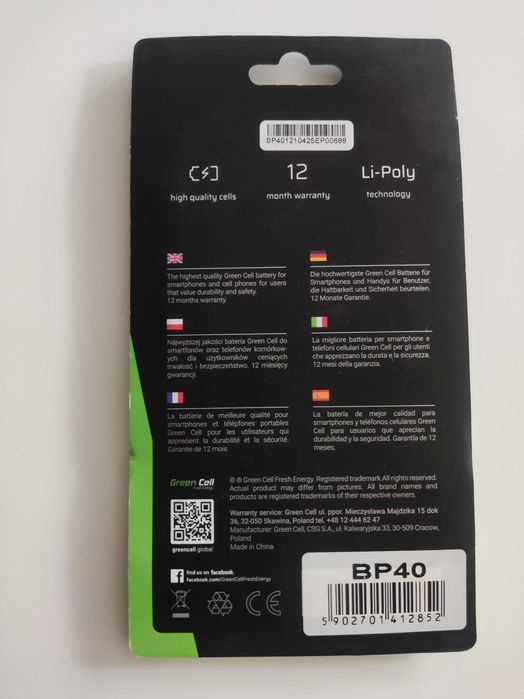 BP401210425EP00688
12
Li-Poly
high quality cells
month warranty
technology
The highest quality Green Cell battery for
smartphones and cell phones for users
that value durability and safety.
12 months warranty.
Die hochwertigste Green Cell Batterie für
Smartphones und Handys für Benutzer,
die Haltbarkeit und Sicherheit beurteilen.
12 Monate Garantie.
Najwyższej jakości bateria Green Cell do
smartfonów oraz telefonów komórkow-
ych dla użytkowników ceniących
trwałość i bezpieczeństwo. 12 miesięcy
gwarancji.
La migliore batteria per smartphone e
telefoni cellulari Green Cell per gli utenti
che apprezzano la durata e la sicurezza.
12 mesi della garanzia.
La batterie de meilleure qualité pour
smartphones et téléphones portables
Green Cell pour les utilisateurs qui
apprécient la durabilité et la sécurité.
Garantie de 12 mois.
La batería de mejor calidad para
smartphones y teléfonos celulares Green
Cell para usuarios que aprecian la
durabilidad y la seguridad. Garantía de 12
meses.
Green Cell
Fresh Energy
© ® Green Cell Fresh Energy. Registered trademark.All rights reserved.
Actual product may differ from pictures. All brand names and
products are registered trademarks of their respective owners.
Warranty service: Green Cell ul. ppor. Mieczysława Majdzika 15 dok
36, 32-050 Skawina, Poland tel. +48 12 444 62 47
Manufacturer: Green Cell, CSG S.A., ul. Kalwaryjska 33, 30-509 Cracow,
Poland
Made in China
greencell.global
find us on facebook
facebook.com/GreenCellFreshEnergy
CE
BP40
5 902701 412852